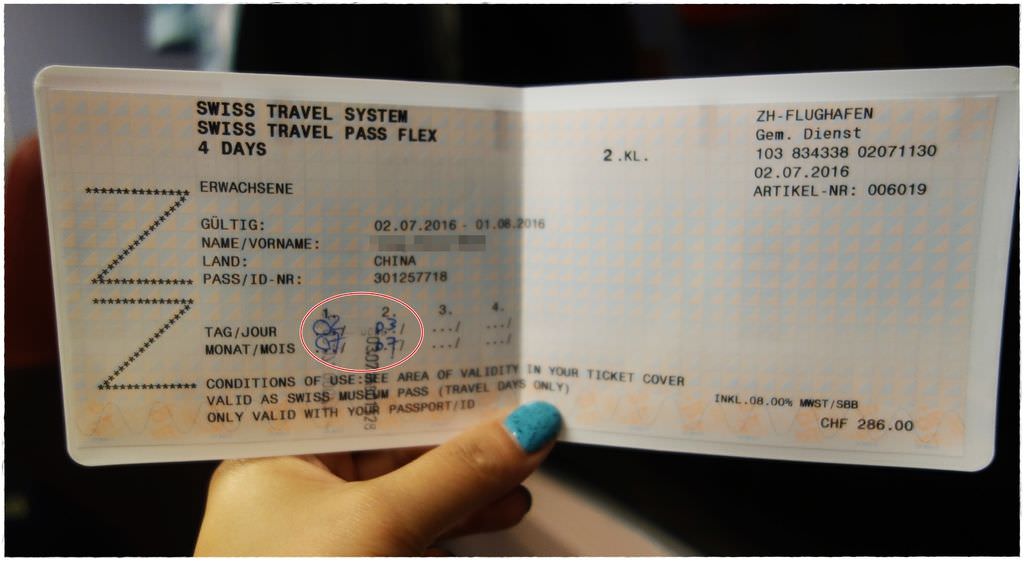 SWISS TRAVEL SYSTEM
SWISS TRAVEL PASS FLEX
4 DAYS
********** ERWACHSENE
GÜLTIG: 02.07.2016 - 01.08.2016
NAME/VORNAME:
LAND: CHINA
PASS/ID-NR: 301257718
1. 2. 3. 4.
TAG/JOUR 02/ 03/ .../ .../
MONAT/MOIS 07/ 07/ .../ .../
CONDITIONS OF USE:SEE AREA OF VALIDITY IN YOUR TICKET COVER
VALID AS SWISS MUSEUM PASS (TRAVEL DAYS ONLY)
ONLY VALID WITH YOUR PASSPORT/ID
2.KL.
ZH-FLUGHAFEN
Gem. Dienst
103 834338 02071130
02.07.2016
ARTIKEL-NR: 006019
INKL.08.00% MWST/SBB
CHF 286.00